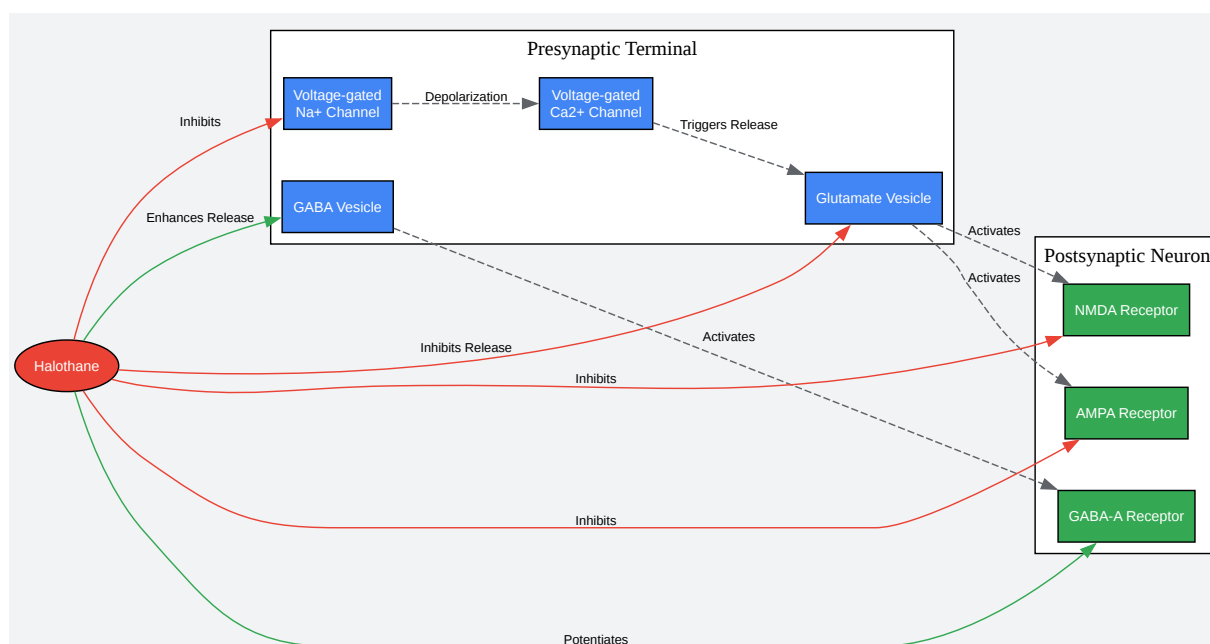 Presynaptic Terminal
Voltage-gated
Na+ Channel
Depolarization
Voltage-gated
Ca2+ Channel
Inhibits
Triggers Release
GABA Vesicle
Enhances Release
Glutamate Vesicle
Activates
Postsynaptic Neuron
Activates
NMDA Receptor
Activates
Inhibits Release
Halothane
Inhibits
AMPA Receptor
Inhibits
GABA-A Receptor
Potentiates